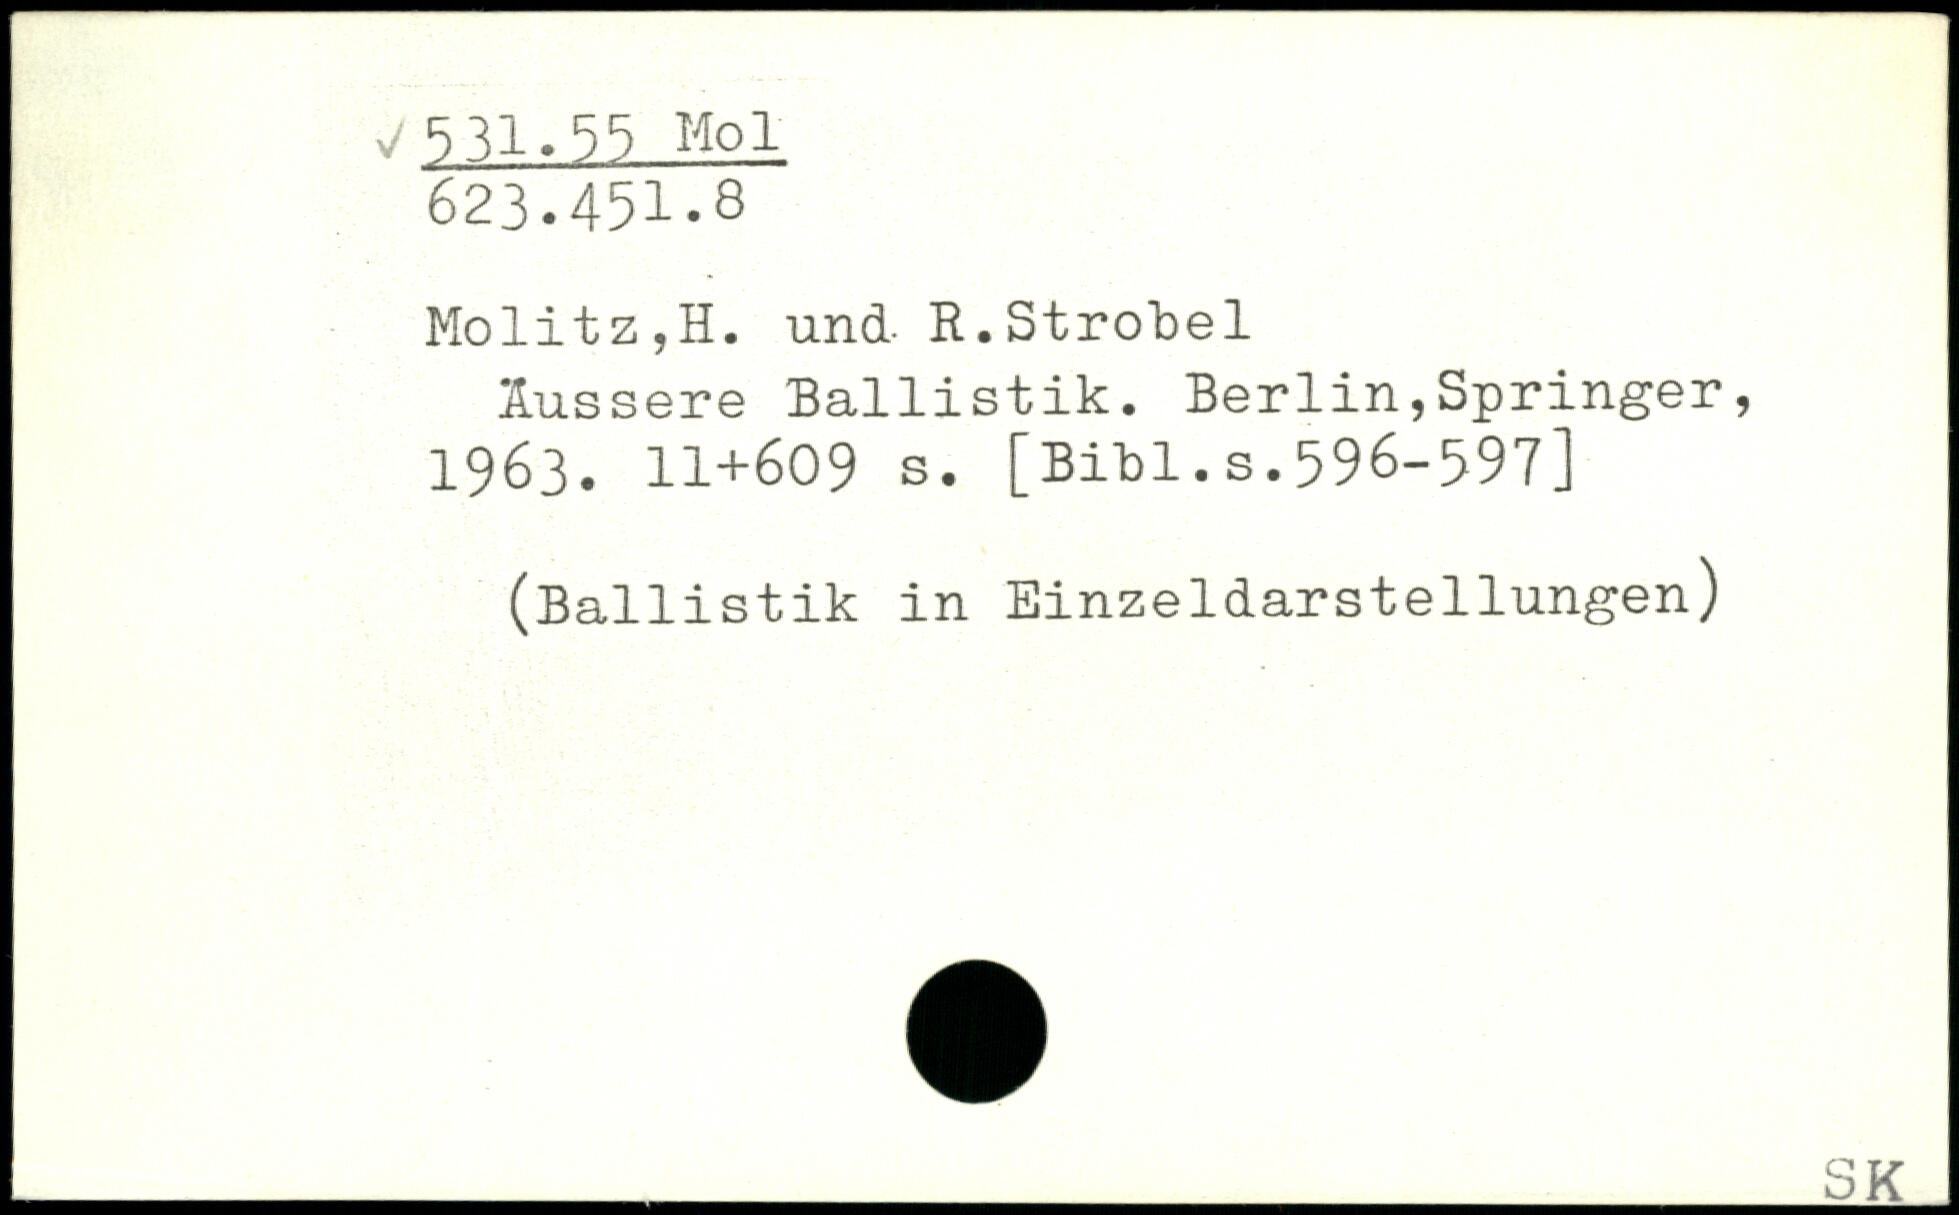 ✓ 531.55 Mol
623.451.8
Molitz,H. und R.Strobel
Äussere Ballistik. Berlin,Springer,
1963. 11+609 s. [Bibl.s.596-597]
(Ballistik in Einzeldarstellungen)
SK